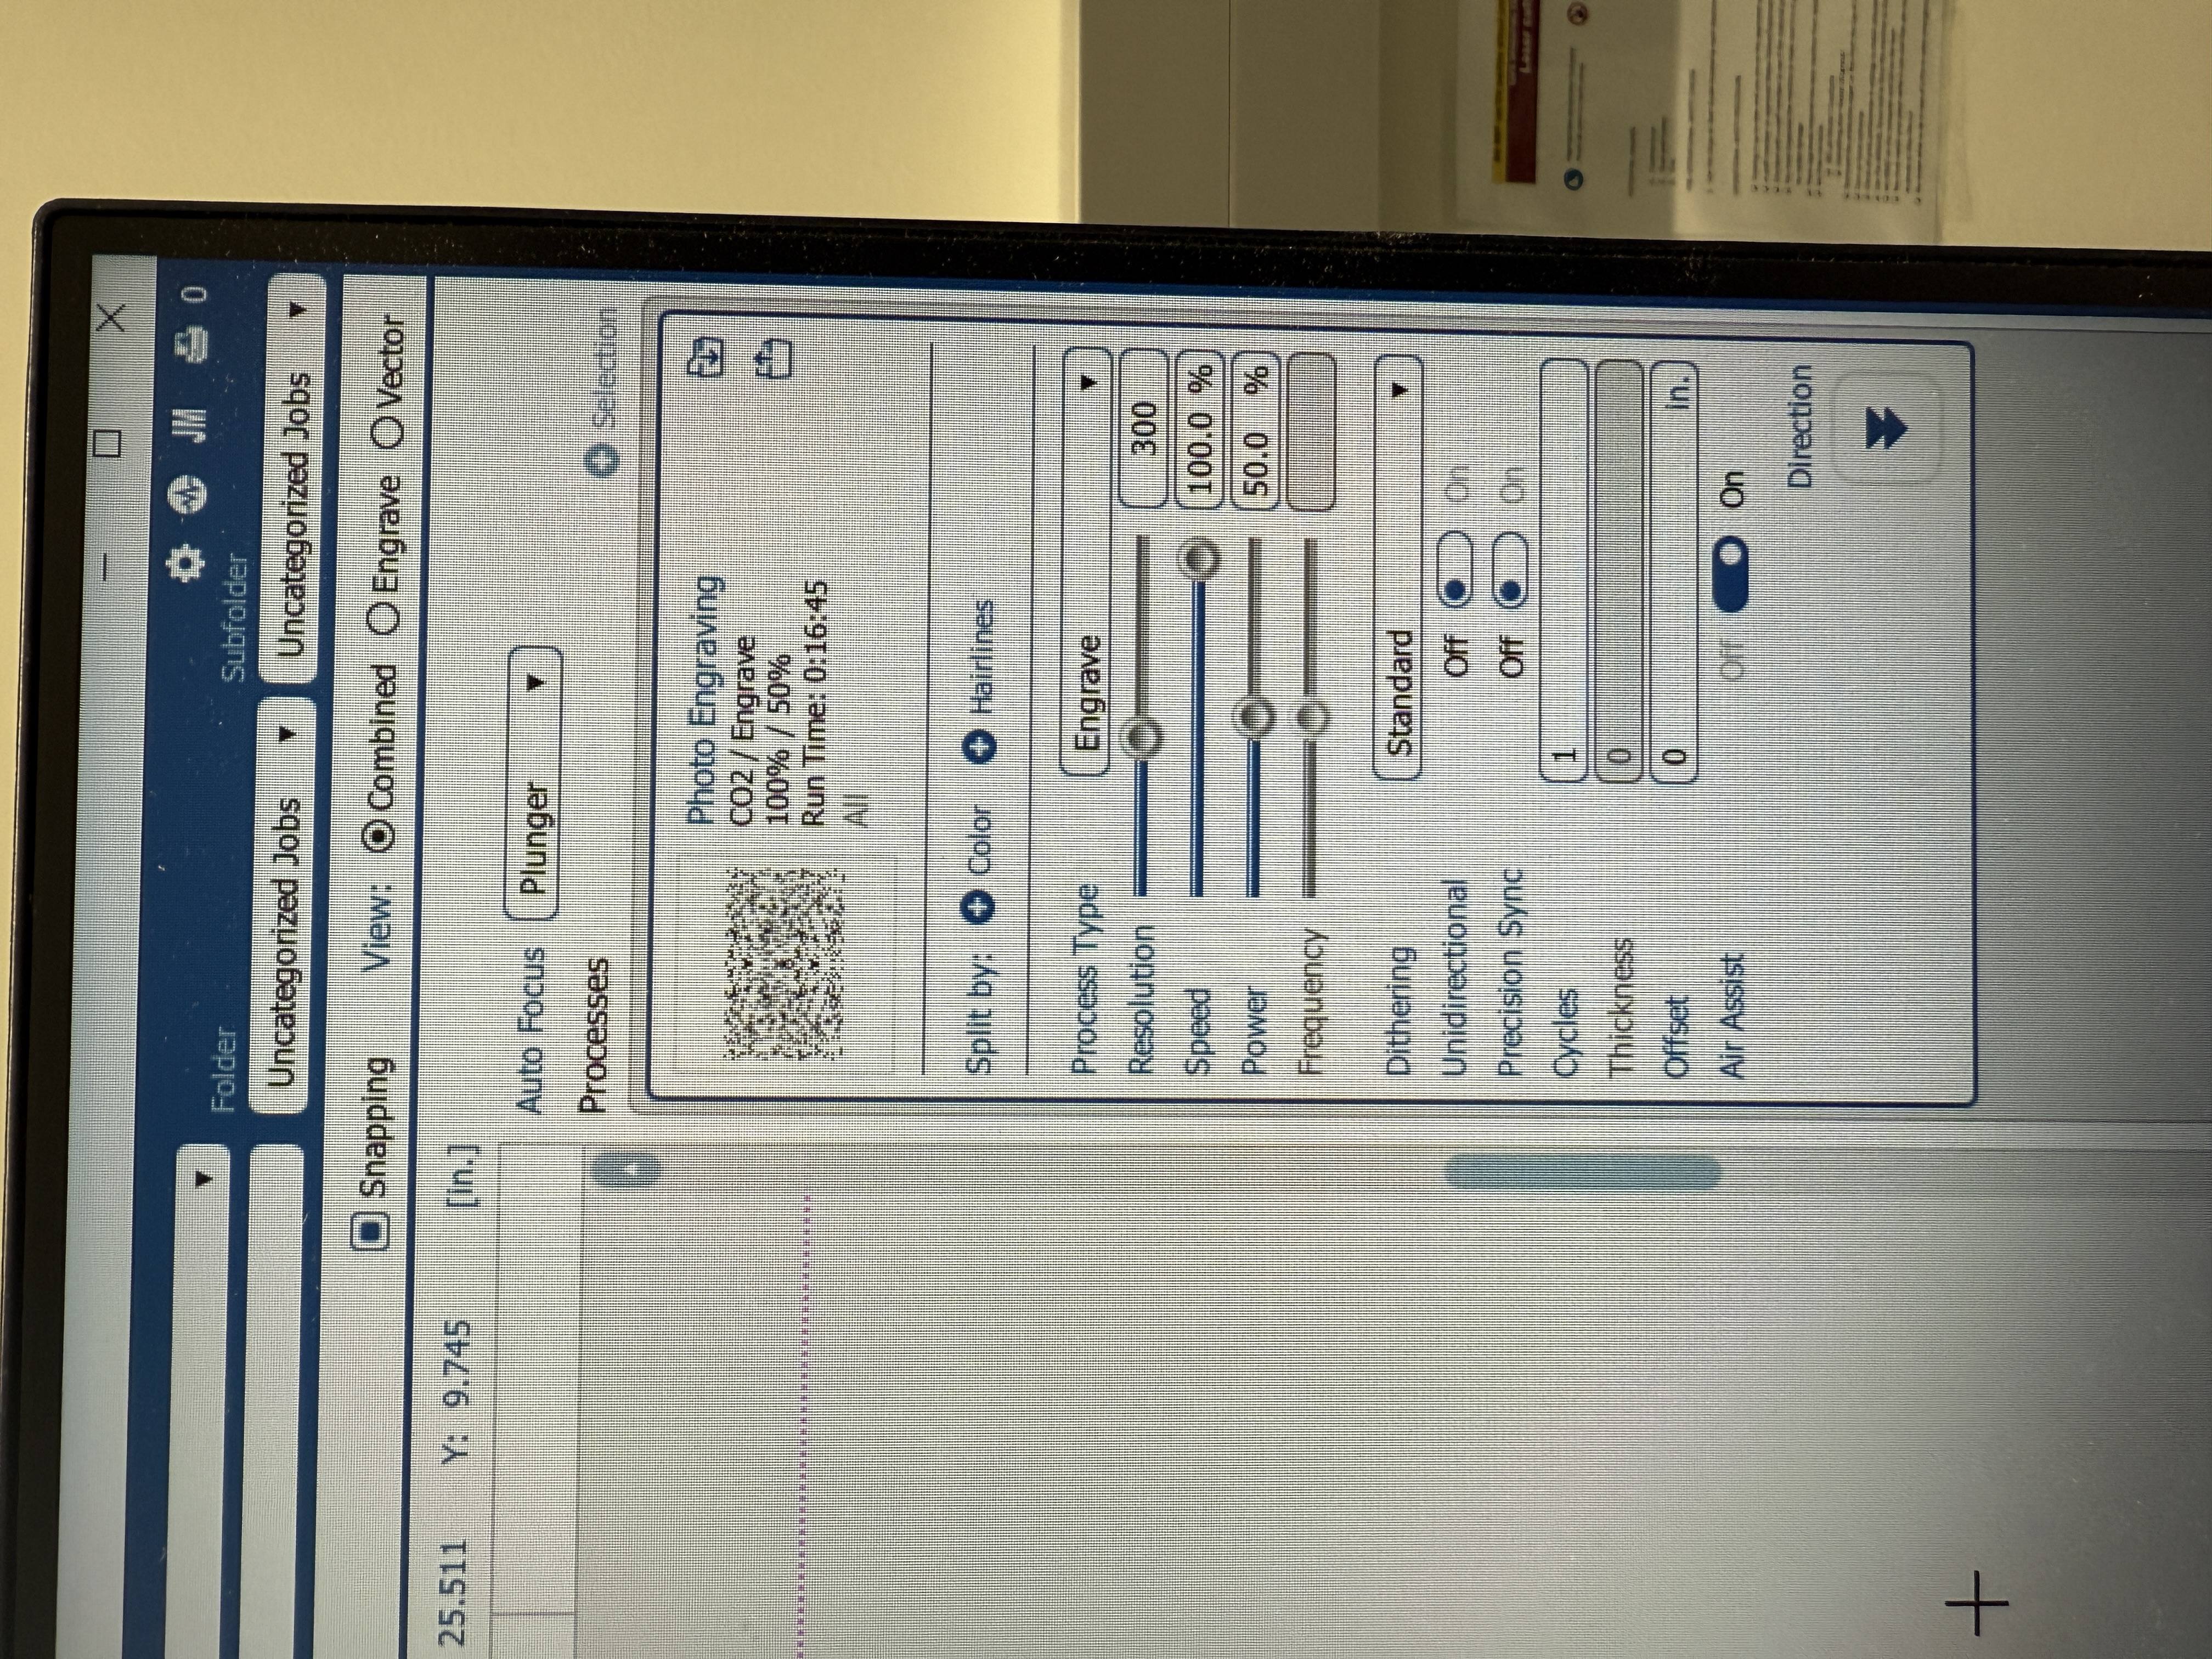 JM 0
Folder Subfolder
Uncategorized Jobs Uncategorized Jobs
Snapping View: Combined Engrave Vector
25.511 Y: 9.745 [in.]
Auto Focus Plunger
Processes Selection
Photo Engraving
CO2 / Engrave
100% / 50%
Run Time: 0:16:45
All
Split by: Color Hairlines
Process Type Engrave
Resolution 300
Speed 100.0 %
Power 50.0 %
Frequency
Dithering Standard
Unidirectional Off On
Precision Sync Off On
Cycles 1
Thickness 0
Offset 0 in.
Air Assist Off On
Direction
Laser